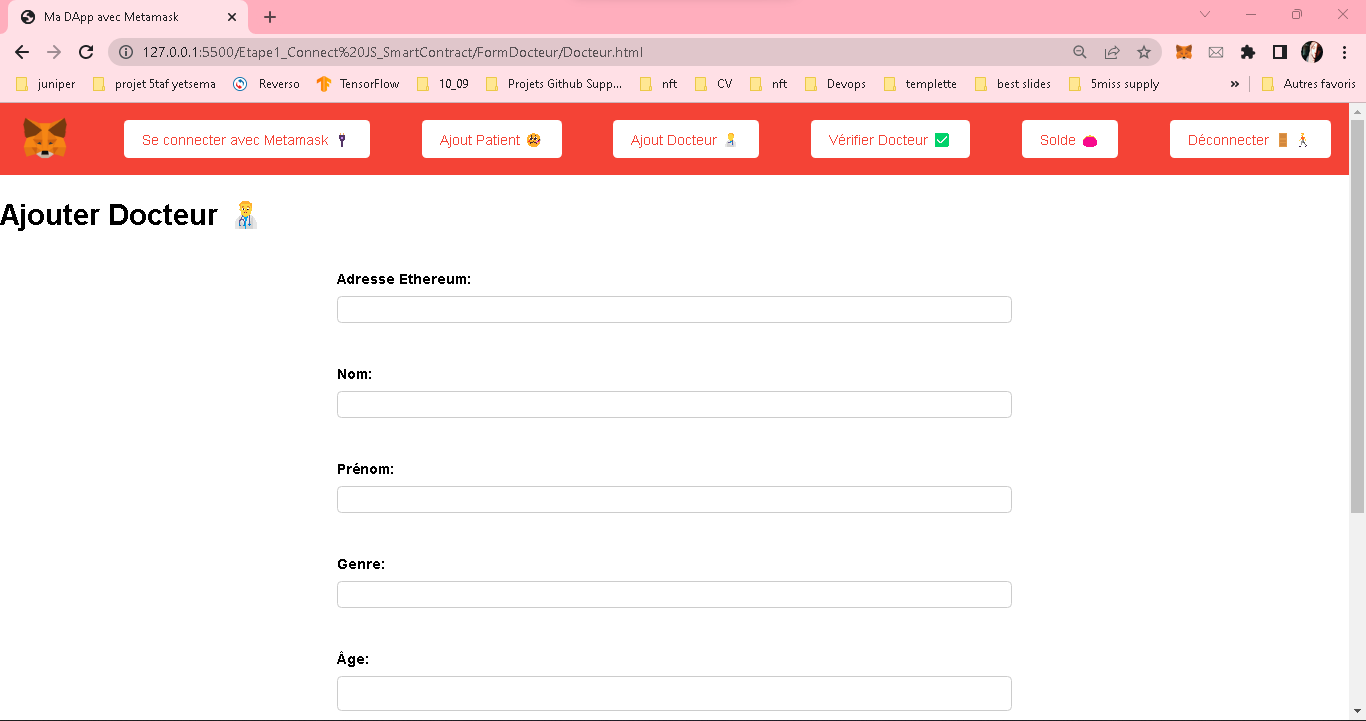 Ma DApp avec Metamask
127.0.0.1:5500/Etape1_Connect%20JS_SmartContract/FormDocteur/Docteur.html
juniper projet 5taf yetsema Reverso TensorFlow 10_09 Projets Github Supp... nft CV nft Devops templette best slides 5miss supply » Autres favoris
Se connecter avec Metamask Ajout Patient Ajout Docteur Vérifier Docteur Solde Déconnecter
Ajouter Docteur
Adresse Ethereum:
Nom:
Prénom:
Genre:
Âge: